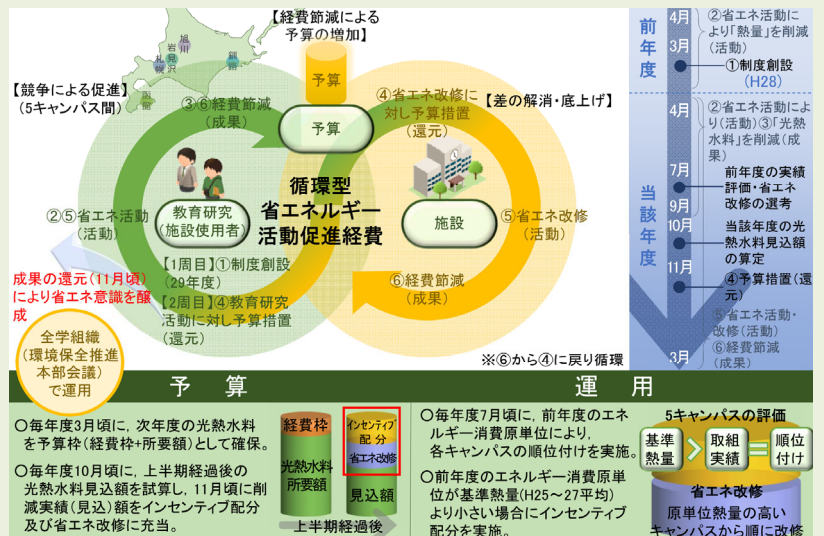 【経費節減による
予算の増加】
旭川
岩見沢
札幌
釧路
函館
【競争による促進】
(5キャンパス間)
予算
予算
③⑥経費節減
(成果)
④省エネ改修に
対し予算措置
(還元)
【差の解消・底上げ】
教育研究
(施設使用者)
循環型
省エネルギー
活動促進経費
施設
②⑤省エネ活動
(活動)
⑤省エネ改修
(活動)
【1周目】①制度創設
(29年度)
【2周目】④教育研究
活動に対し予算措置
(還元)
⑥経費節減
(成果)
成果の還元(11月頃)
により省エネ意識を醸
成
全学組織
(環境保全推進
本部会議)
で運用
※⑥から④に戻り循環
前年度
4月
3月
②省エネ活動に
より「熱量」を削減
(活動)
①制度創設
(H28)
当該年度
4月
②省エネ活動によ
り(活動)③「光熱
水料」を削減(成
果)
7月
前年度の実績
評価・省エネ
改修の選考
9月
10月
当該年度の光
熱水料見込額
の算定
11月
④予算措置(還
元)
⑤省エネ活動・
改修(活動)
⑥経費節減
(成果)
3月
予算
○毎年度3月頃に，次年度の光熱水料
を予算枠(経費枠+所要額)として確保。
○毎年度10月頃に，上半期経過後の
光熱水料見込額を試算し，11月頃に削
減実績(見込)額をインセンティブ配分
及び省エネ改修に充当。
経費枠
光熱水料
所要額
インセンティブ
配分
省エネ改修
見込額
上半期経過後
運用
○毎年度7月頃に，前年度のエネ
ルギー消費原単位により，
各キャンパスの順位付けを実施。
○前年度のエネルギー消費原単
位が基準熱量(H25～27平均)
より小さい場合にインセンティブ
配分を実施。
5キャンパスの評価
基準
熱量
取組
実績
順位
付け
省エネ改修
原単位熱量の高い
キャンパスから順に改修